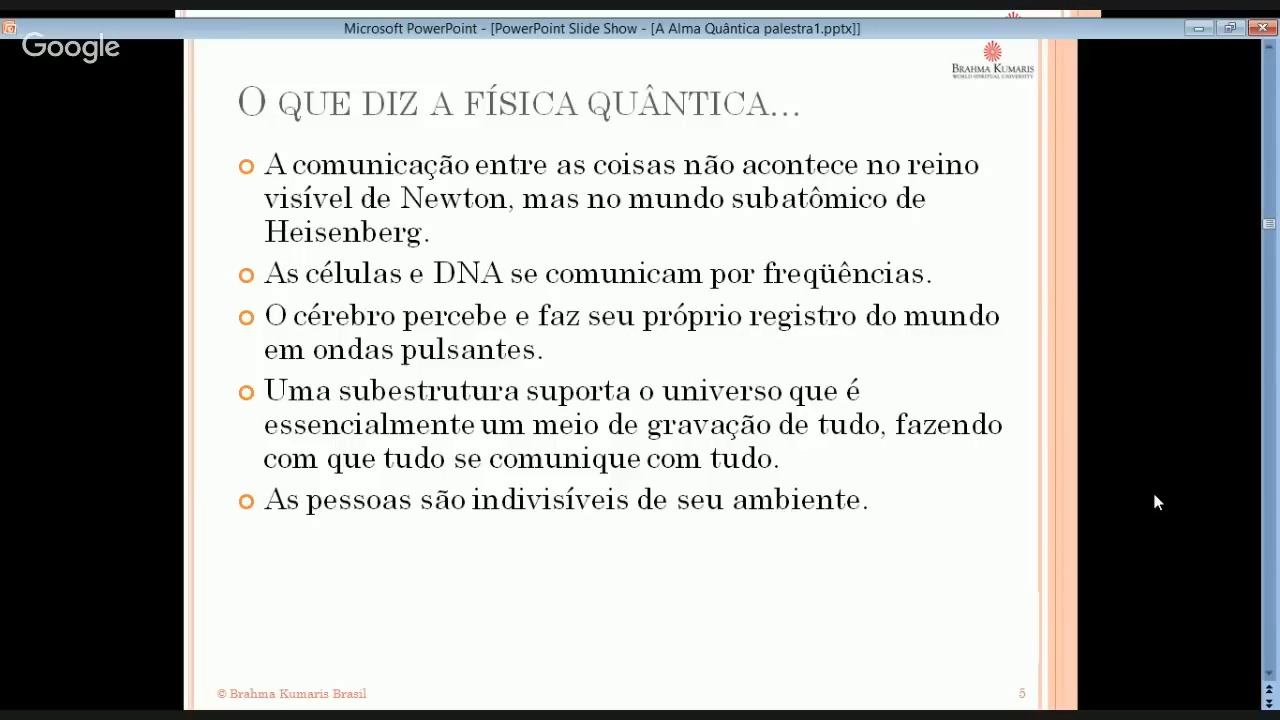 Microsoft PowerPoint - [PowerPoint Slide Show - [A Alma Quântica palestra1.pptx]]
Google
BRAHMA KUMARIS
WORLD SPIRITUAL UNIVERSITY
O QUE DIZ A FÍSICA QUÂNTICA...
A comunicação entre as coisas não acontece no reino
visível de Newton, mas no mundo subatômico de
Heisenberg.
As células e DNA se comunicam por freqüências.
O cérebro percebe e faz seu próprio registro do mundo
em ondas pulsantes.
Uma subestrutura suporta o universo que é
essencialmente um meio de gravação de tudo, fazendo
com que tudo se comunique com tudo.
As pessoas são indivisíveis de seu ambiente.
© Brahma Kumaris Brasil
5